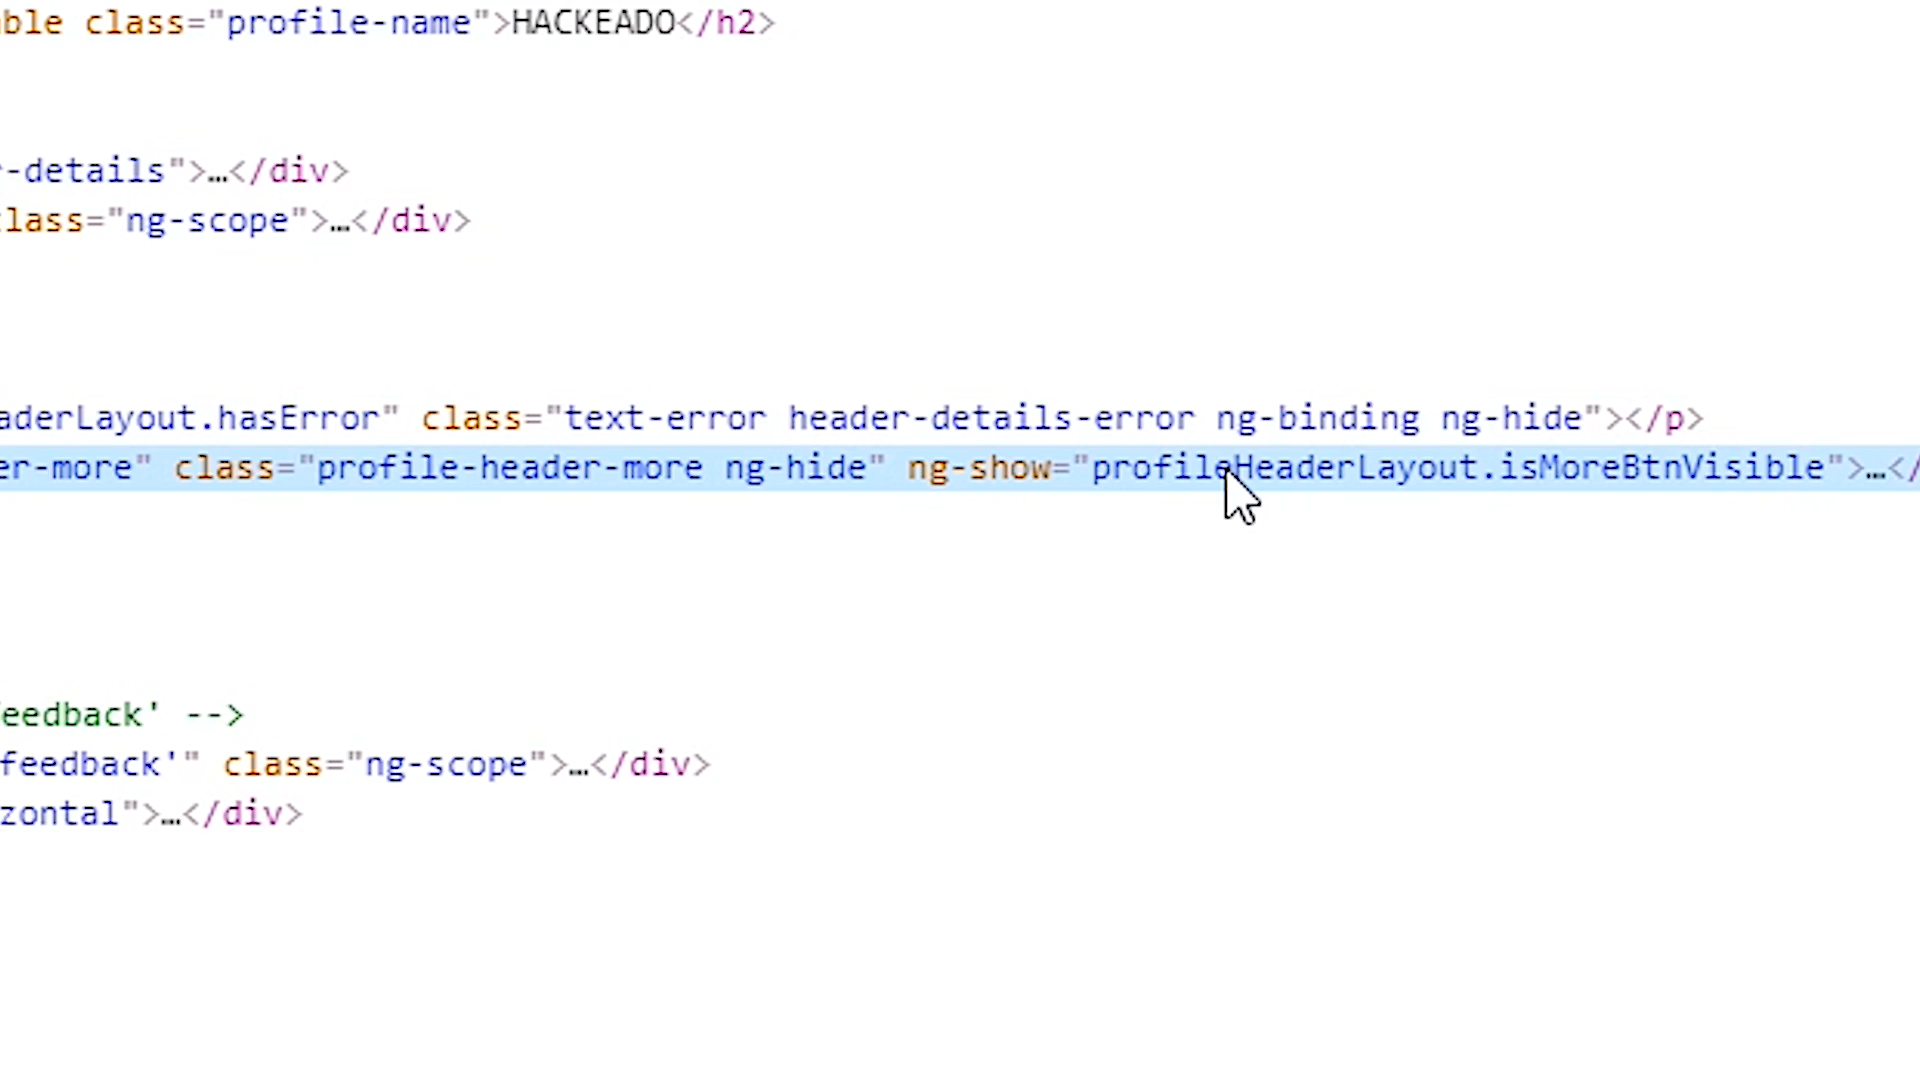 ble class="profile-name">HACKEADO</h2>
-details">…</div>
class="ng-scope">…</div>
aderLayout.hasError" class="text-error header-details-error ng-binding ng-hide"></p>
er-more" class="profile-header-more ng-hide" ng-show="profileHeaderLayout.isMoreBtnVisible">…</
eedback' -->
feedback'" class="ng-scope">…</div>
zontal">…</div>